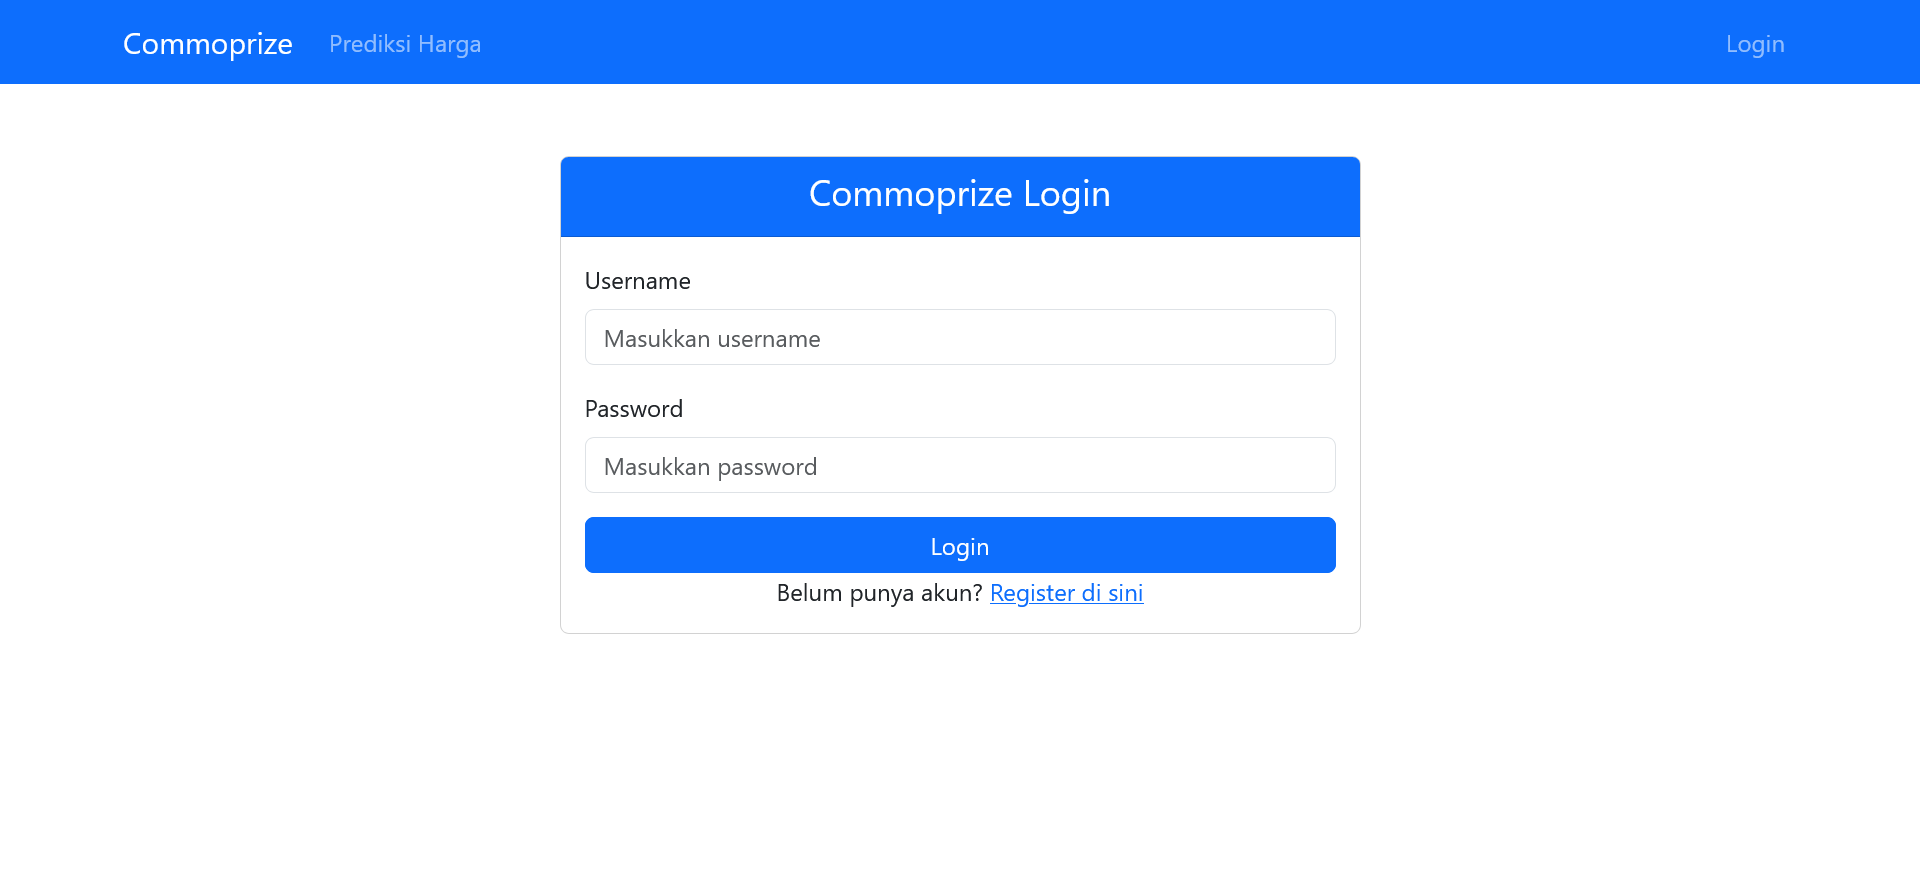 Commoprize Prediksi Harga Login
Commoprize Login
Username
Masukkan username
Password
Masukkan password
Login
Belum punya akun? Register di sini